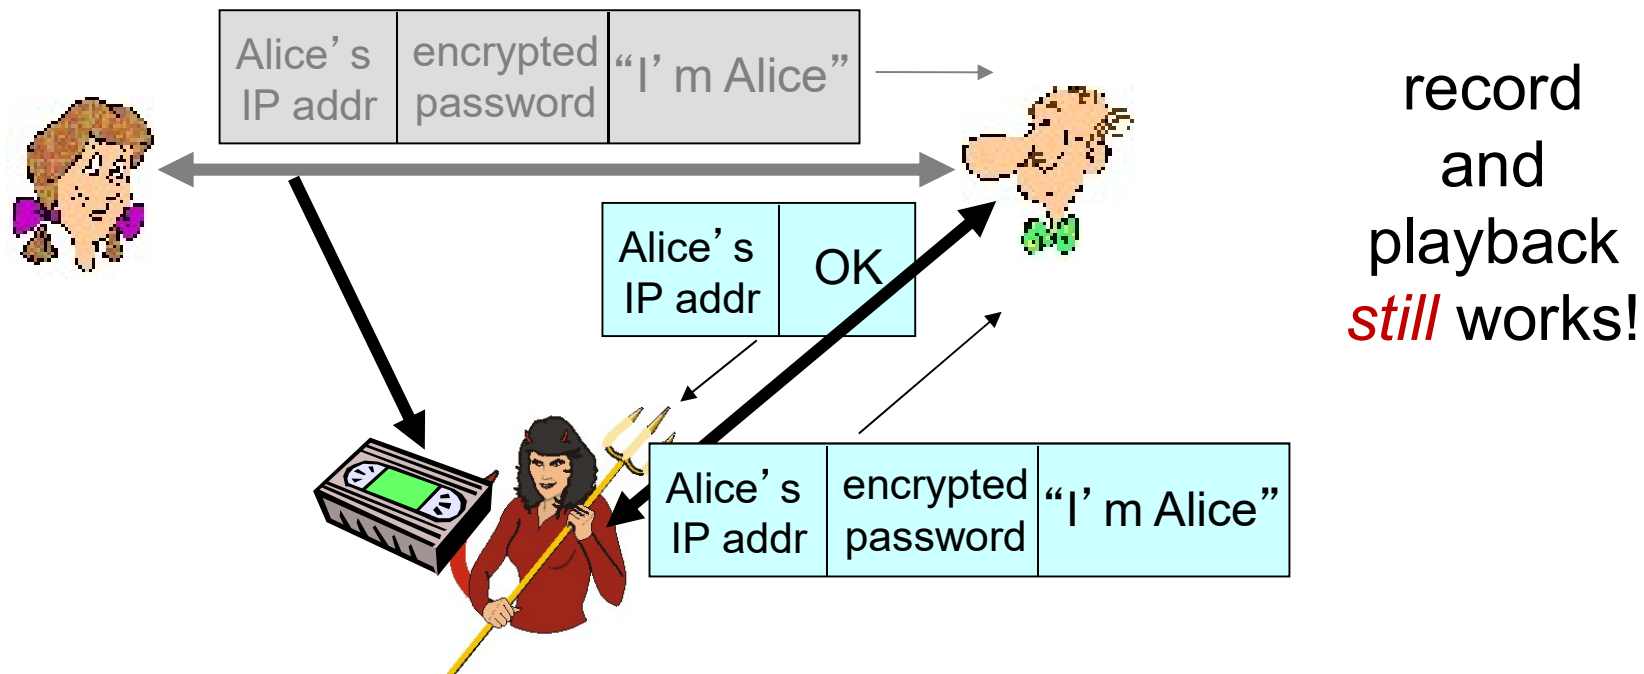 Alice’s
IP addr
encrypted
password
“I’m Alice”
record
and
playback
still works!
Alice’s
IP addr
OK
Alice’s
IP addr
encrypted
password
“I’m Alice”